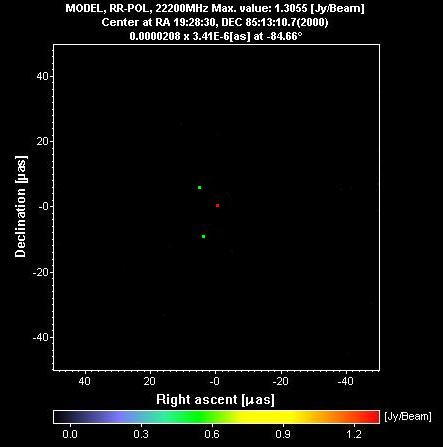 MODEL, RR-POL, 22200MHz Max. value: 1.3055 [Jy/Beam]
Center at RA 19:28:30, DEC 85:13:10.7(2000)
0.0000208 x 3.41E-6[as] at -84.66°
40
20
-0
-20
-40
Declination [µas]
40 20 -0 -20 -40
Right ascent [µas]
[Jy/Beam]
0.0 0.3 0.6 0.9 1.2